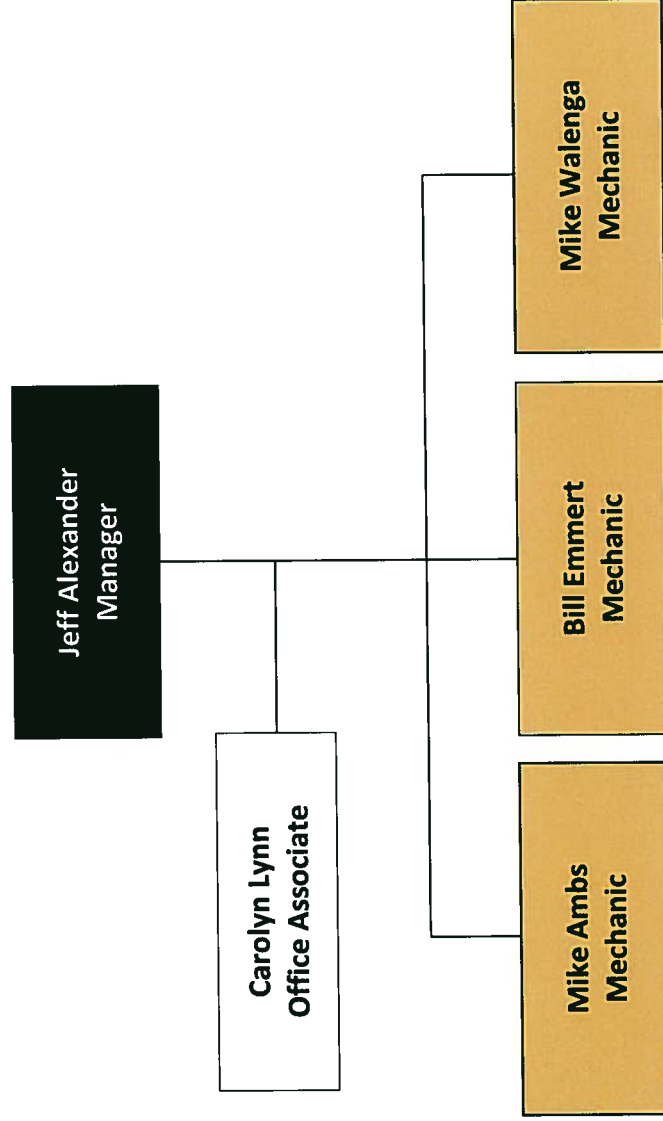 Jeff Alexander
Manager
Carolyn Lynn
Office Associate
Mike Ambs
Mechanic
Bill Emmert
Mechanic
Mike Walenga
Mechanic